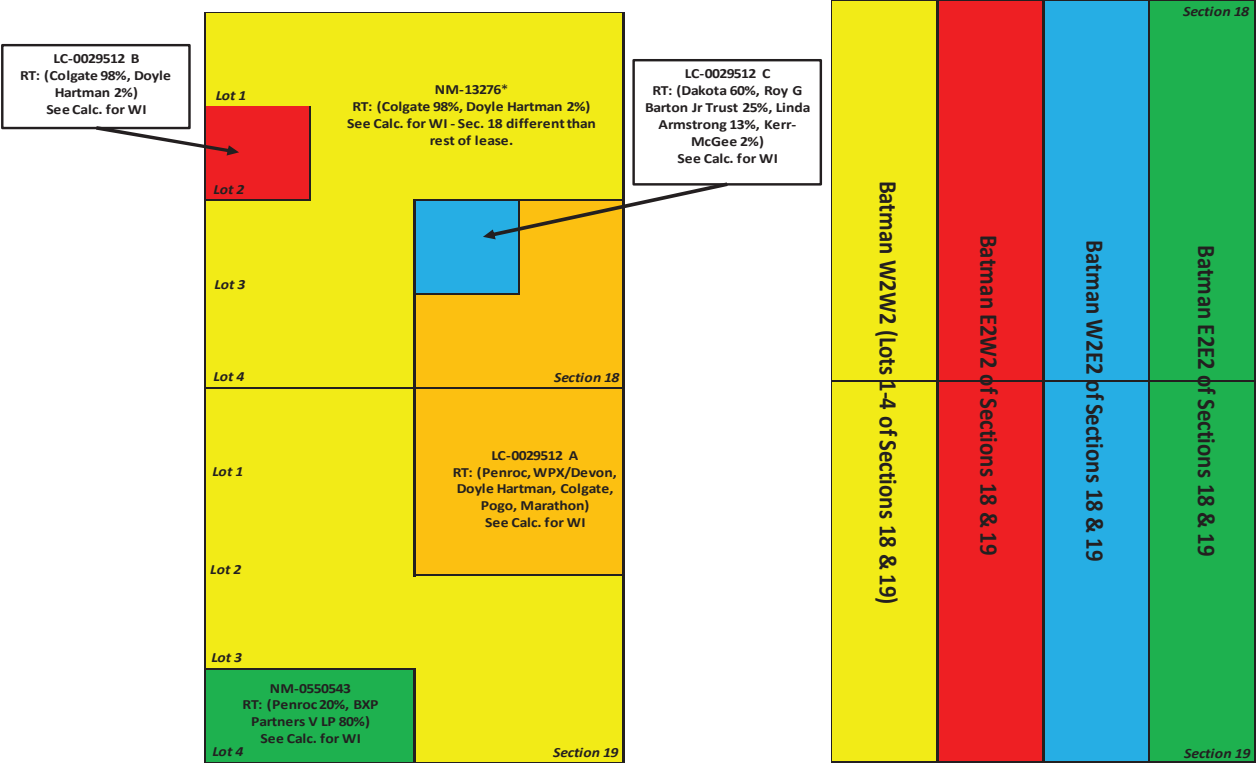 LC-0029512 B
RT: (Colgate 98%, Doyle
Hartman 2%)
See Calc. for WI
Lot 1
Lot 2
NM-13276*
RT: (Colgate 98%, Doyle Hartman 2%)
See Calc. for WI - Sec. 18 different than
rest of lease.
LC-0029512 C
RT: (Dakota 60%, Roy G
Barton Jr Trust 25%, Linda
Armstrong 13%, Kerr-
McGee 2%)
See Calc. for WI
Lot 3
Lot 4
Section 18
Lot 1
LC-0029512 A
RT: (Penroc, WPX/Devon,
Doyle Hartman, Colgate,
Pogo, Marathon)
See Calc. for WI
Lot 2
Lot 3
NM-0550543
RT: (Penroc 20%, BXP
Partners V LP 80%)
See Calc. for WI
Lot 4
Section 19
Section 18
Batman W2W2 (Lots 1-4 of Sections 18 & 19)
Batman E2W2 of Sections 18 & 19
Batman W2E2 of Sections 18 & 19
Batman E2E2 of Sections 18 & 19
Section 19